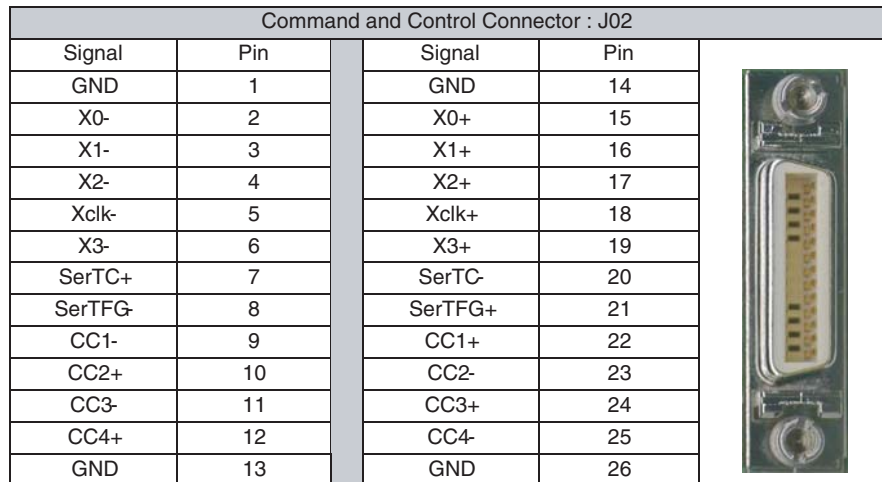 Command and Control Connector : J02
Signal Pin Signal Pin
GND 1 GND 14
X0- 2 X0+ 15
X1- 3 X1+ 16
X2- 4 X2+ 17
Xclk- 5 Xclk+ 18
X3- 6 X3+ 19
SerTC+ 7 SerTC- 20
SerTFG- 8 SerTFG+ 21
CC1- 9 CC1+ 22
CC2+ 10 CC2- 23
CC3- 11 CC3+ 24
CC4+ 12 CC4- 25
GND 13 GND 26